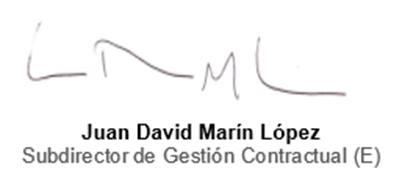 Juan David Marín López
Subdirector de Gestión Contractual (E)